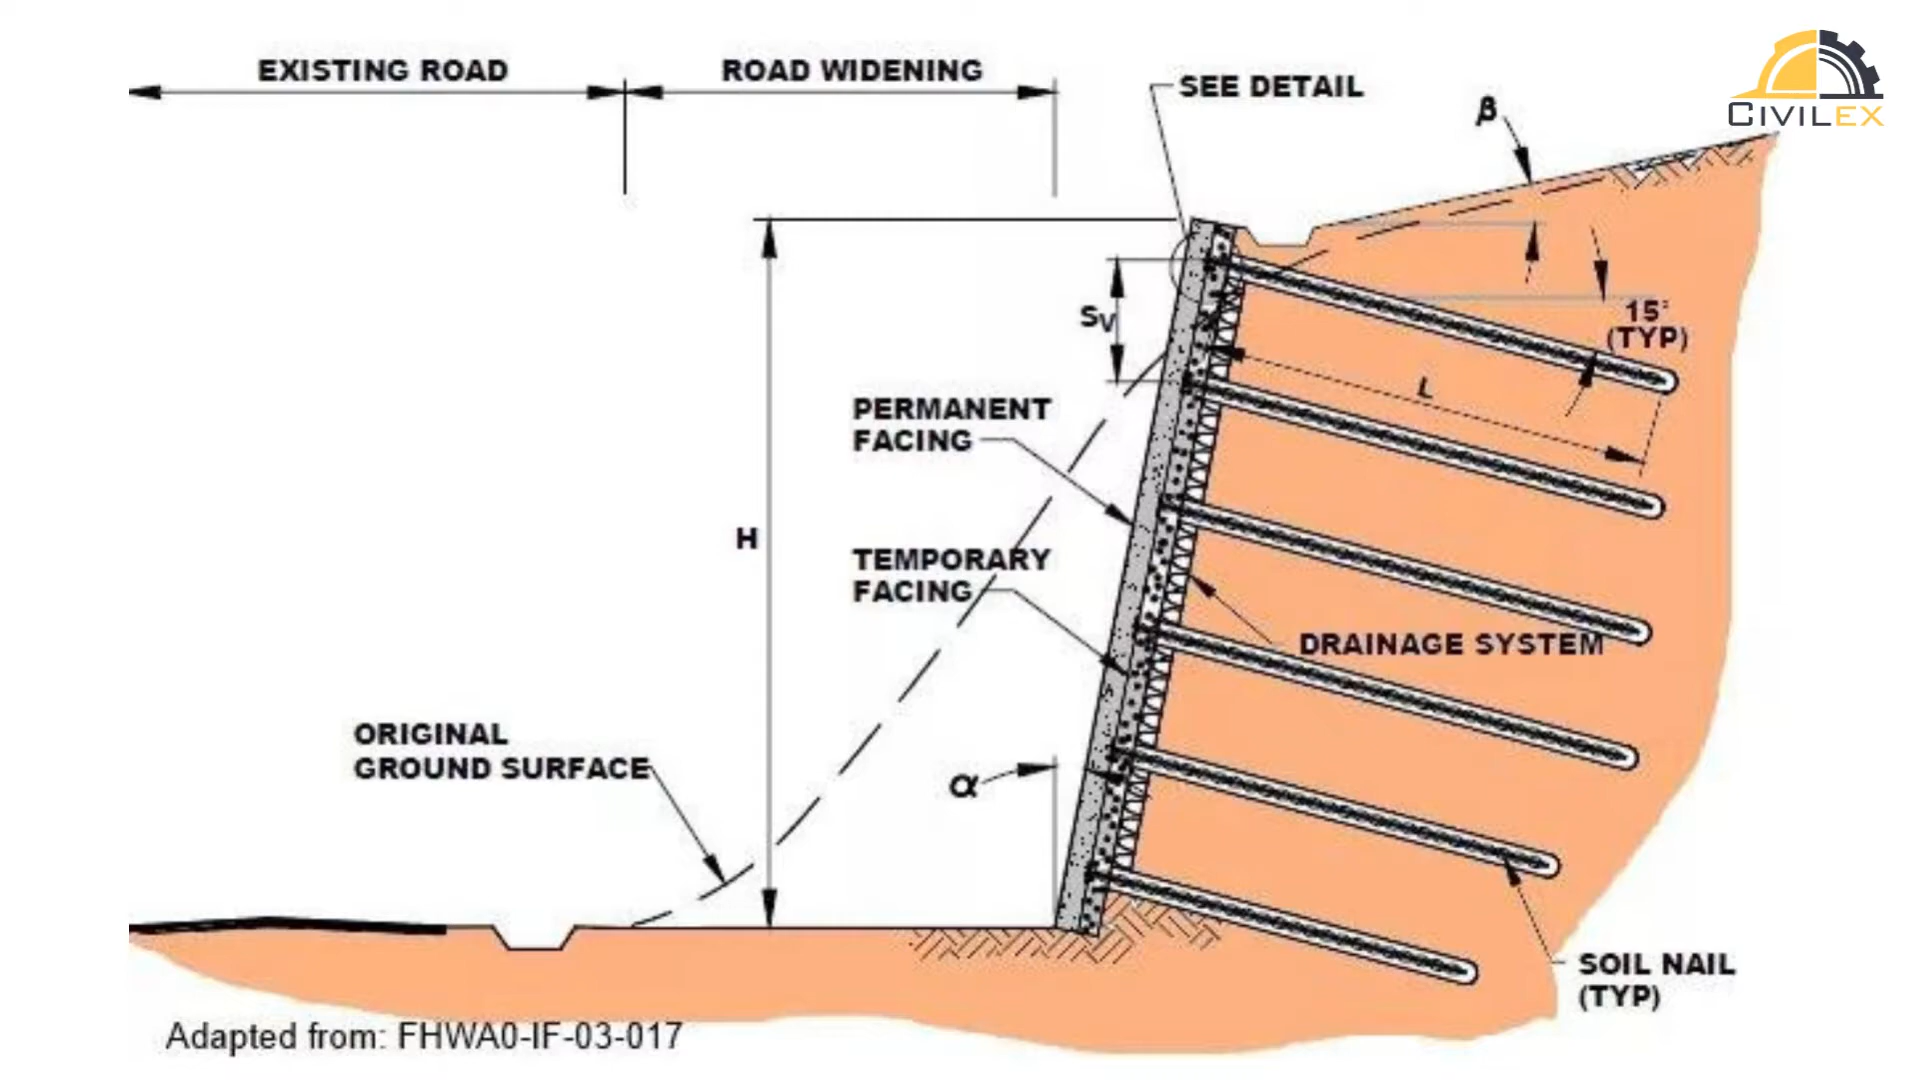 EXISTING ROAD
ROAD WIDENING
SEE DETAIL
β
CIVILEX
SV
15°
(TYP)
L
PERMANENT
FACING
H
TEMPORARY
FACING
DRAINAGE SYSTEM
ORIGINAL
GROUND SURFACE
α
SOIL NAIL
(TYP)
Adapted from: FHWA0-IF-03-017